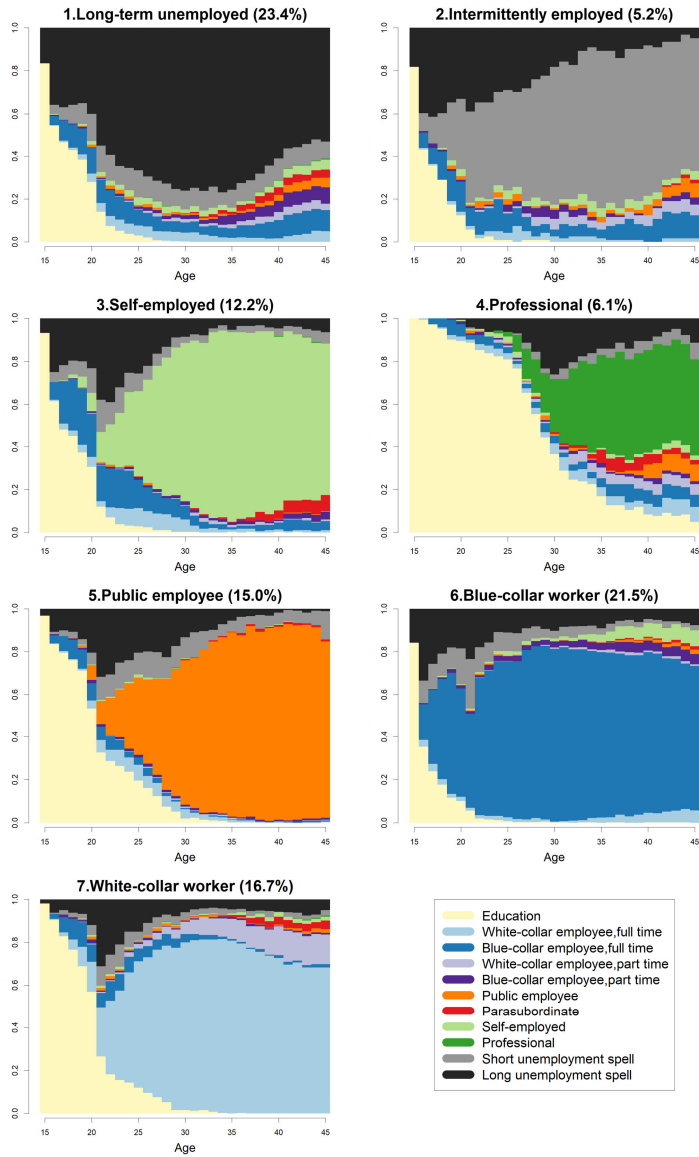 1.Long-term unemployed (23.4%)
0.0 0.2 0.4 0.6 0.8 1.0
15 20 25 30 35 40 45
Age
2.Intermittently employed (5.2%)
0.0 0.2 0.4 0.6 0.8 1.0
15 20 25 30 35 40 45
Age
3.Self-employed (12.2%)
0.0 0.2 0.4 0.6 0.8 1.0
15 20 25 30 35 40 45
Age
4.Professional (6.1%)
0.0 0.2 0.4 0.6 0.8 1.0
15 20 25 30 35 40 45
Age
5.Public employee (15.0%)
0.0 0.2 0.4 0.6 0.8 1.0
15 20 25 30 35 40 45
Age
6.Blue-collar worker (21.5%)
0.0 0.2 0.4 0.6 0.8 1.0
15 20 25 30 35 40 45
Age
7.White-collar worker (16.7%)
0.0 0.2 0.4 0.6 0.8 1.0
15 20 25 30 35 40 45
Age
Education
White-collar employee,full time
Blue-collar employee,full time
White-collar employee,part time
Blue-collar employee,part time
Public employee
Parasubordinate
Self-employed
Professional
Short unemployment spell
Long unemployment spell